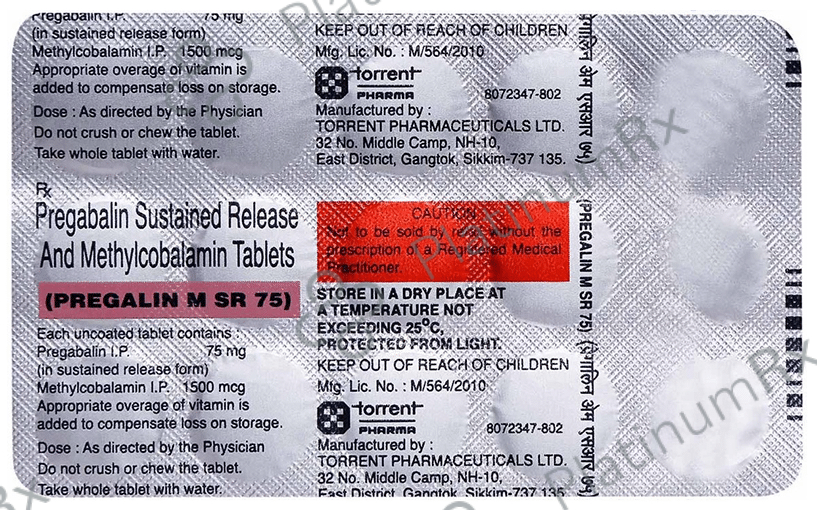 Pregabalin I.P. 75 mg
(in sustained release form)
Methylcobalamin I.P. 1500 mcg
Appropriate overage of vitamin is
added to compensate loss on storage.
Dose : As directed by the Physician
Do not crush or chew the tablet.
Take whole tablet with water.
KEEP OUT OF REACH OF CHILDREN
Mfg. Lic. No. : M/564/2010
torrent
PHARMA
8072347-802
Manufactured by :
TORRENT PHARMACEUTICALS LTD.
32 No. Middle Camp, NH-10,
East District, Gangtok, Sikkim-737 135.
Rx
Pregabalin Sustained Release
And Methylcobalamin Tablets
(PREGALIN M SR 75)
Each uncoated tablet contains :
Pregabalin I.P. 75 mg
(in sustained release form)
Methylcobalamin I.P. 1500 mcg
Appropriate overage of vitamin is
added to compensate loss on storage.
Dose : As directed by the Physician
Do not crush or chew the tablet.
Take whole tablet with water.
CAUTION
Not to be sold by retail without the
prescription of a Registered Medical
Practitioner.
STORE IN A DRY PLACE AT
A TEMPERATURE NOT
EXCEEDING 25°C,
PROTECTED FROM LIGHT.
KEEP OUT OF REACH OF CHILDREN
Mfg. Lic. No. : M/564/2010
torrent
PHARMA
8072347-802
Manufactured by :
TORRENT PHARMACEUTICALS LTD.
32 No. Middle Camp, NH-10,
East District, Gangtok, Sikkim-737 135
(PREGALIN M SR 75)
(प्रगालिन अम एसआर ७५)
PlatinumRx
PlatinumRx
PlatinumRx